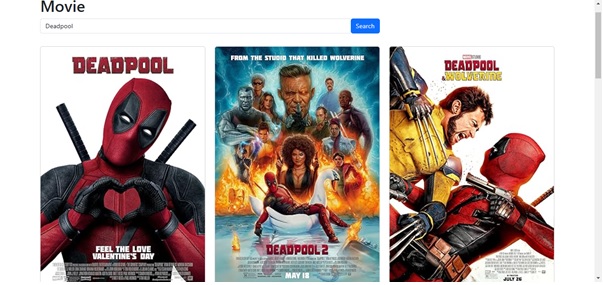 Movie
Deadpool
Search
DEADPOOL
FEEL THE LOVE
VALENTINE'S DAY
FROM THE STUDIO THAT KILLED WOLVERINE
DEADPOOL 2
MAY 18
MARVEL STUDIOS
DEADPOOL
& WOLVERINE
JULY 26